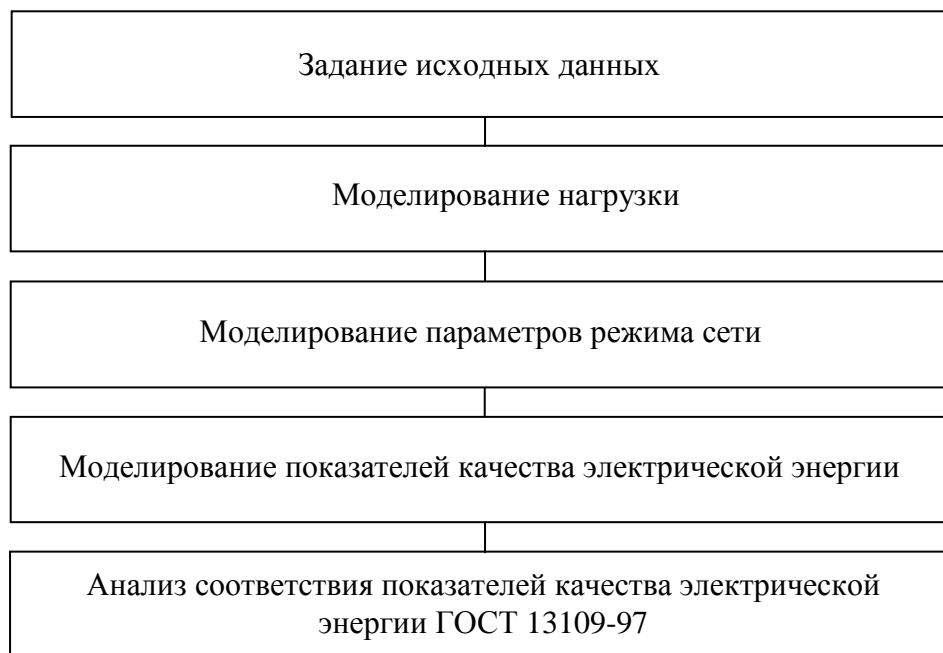 Задание исходных данных
Моделирование нагрузки
Моделирование параметров режима сети
Моделирование показателей качества электрической энергии
Анализ соответствия показателей качества электрической
энергии ГОСТ 13109-97